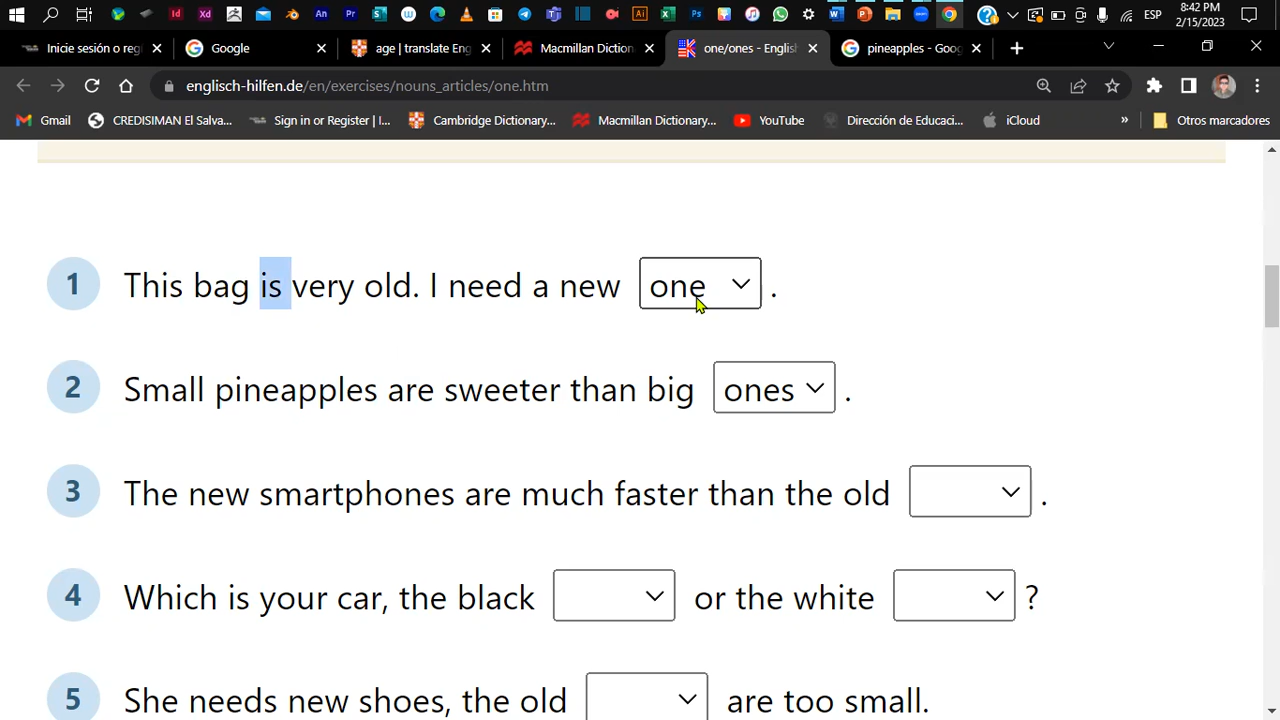 ESP
8:42 PM
2/15/2023
Inicie sesión o regi
Google
age | translate Eng
Macmillan Diction
one/ones - English
pineapples - Goog
englisch-hilfen.de/en/exercises/nouns_articles/one.htm
Gmail
CREDISIMAN El Salva...
Sign in or Register | I...
Cambridge Dictionary...
Macmillan Dictionary...
YouTube
Dirección de Educaci...
iCloud
»
Otros marcadores
1 This bag is very old. I need a new one .
2 Small pineapples are sweeter than big ones .
3 The new smartphones are much faster than the old .
4 Which is your car, the black or the white ?
5 She needs new shoes, the old are too small.